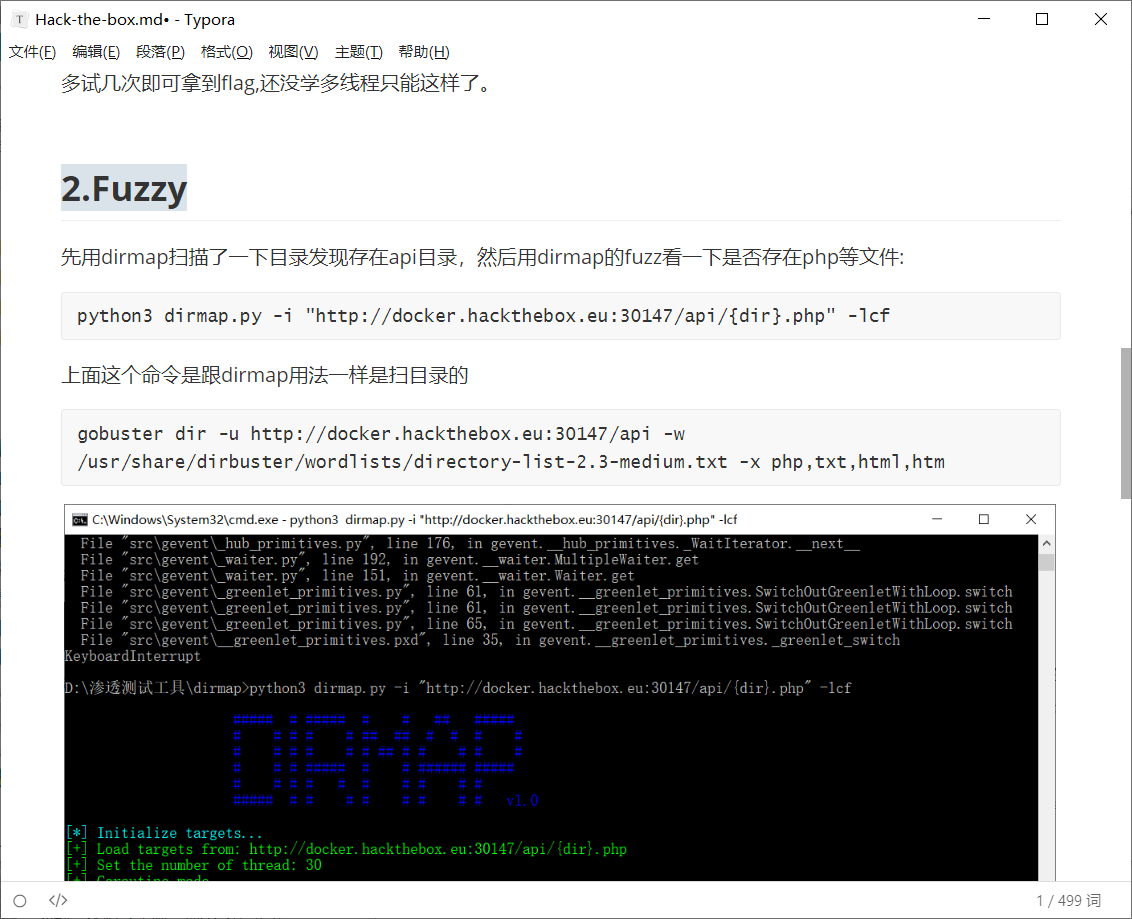 Hack-the-box.md• - Typora
文件(F) 编辑(E) 段落(P) 格式(O) 视图(V) 主题(T) 帮助(H)
多试几次即可拿到flag,还没学多线程只能这样了。
2.Fuzzy
先用dirmap扫描了一下目录发现存在api目录，然后用dirmap的fuzz看一下是否存在php等文件:
python3 dirmap.py -i "http://docker.hackthebox.eu:30147/api/{dir}.php" -lcf
上面这个命令是跟dirmap用法一样是扫目录的
gobuster dir -u http://docker.hackthebox.eu:30147/api -w
/usr/share/dirbuster/wordlists/directory-list-2.3-medium.txt -x php,txt,html,htm
C:\Windows\System32\cmd.exe - python3 dirmap.py -i "http://docker.hackthebox.eu:30147/api/{dir}.php" -lcf
File "src\gevent\_hub_primitives.py", line 176, in gevent.__hub_primitives._WaitIterator.__next__
File "src\gevent\_waiter.py", line 192, in gevent.__waiter.MultipleWaiter.get
File "src\gevent\_waiter.py", line 151, in gevent.__waiter.Waiter.get
File "src\gevent\_greenlet_primitives.py", line 61, in gevent.__greenlet_primitives.SwitchOutGreenletWithLoop.switch
File "src\gevent\_greenlet_primitives.py", line 61, in gevent.__greenlet_primitives.SwitchOutGreenletWithLoop.switch
File "src\gevent\_greenlet_primitives.py", line 65, in gevent.__greenlet_primitives.SwitchOutGreenletWithLoop.switch
File "src\gevent\__greenlet_primitives.pxd", line 35, in gevent.__greenlet_primitives._greenlet_switch
KeyboardInterrupt
D:\渗透测试工具\dirmap>python3 dirmap.py -i "http://docker.hackthebox.eu:30147/api/{dir}.php" -lcf
DIRMAP
v1.0
[*] Initialize targets...
[+] Load targets from: http://docker.hackthebox.eu:30147/api/{dir}.php
[+] Set the number of thread: 30
[+] Coroutine mode
1 / 499 词